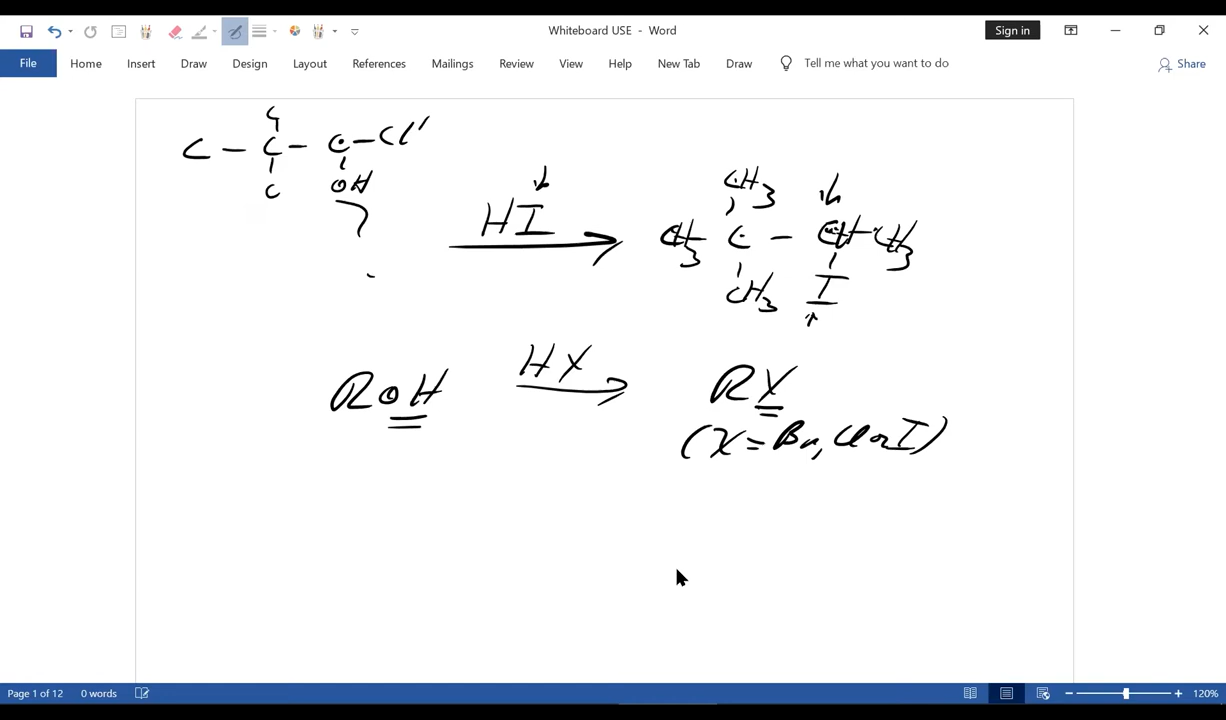 Whiteboard USE - Word
Sign in
File Home Insert Draw Design Layout References Mailings Review View Help New Tab Draw Tell me what you want to do Share
C
C - C - C - Cl
C OH
?
HI
CH3
CH3 - C - CH - CH3
CH3 I
ROH HX RX
(X = Br, Cl or I)
Page 1 of 12 0 words 120%